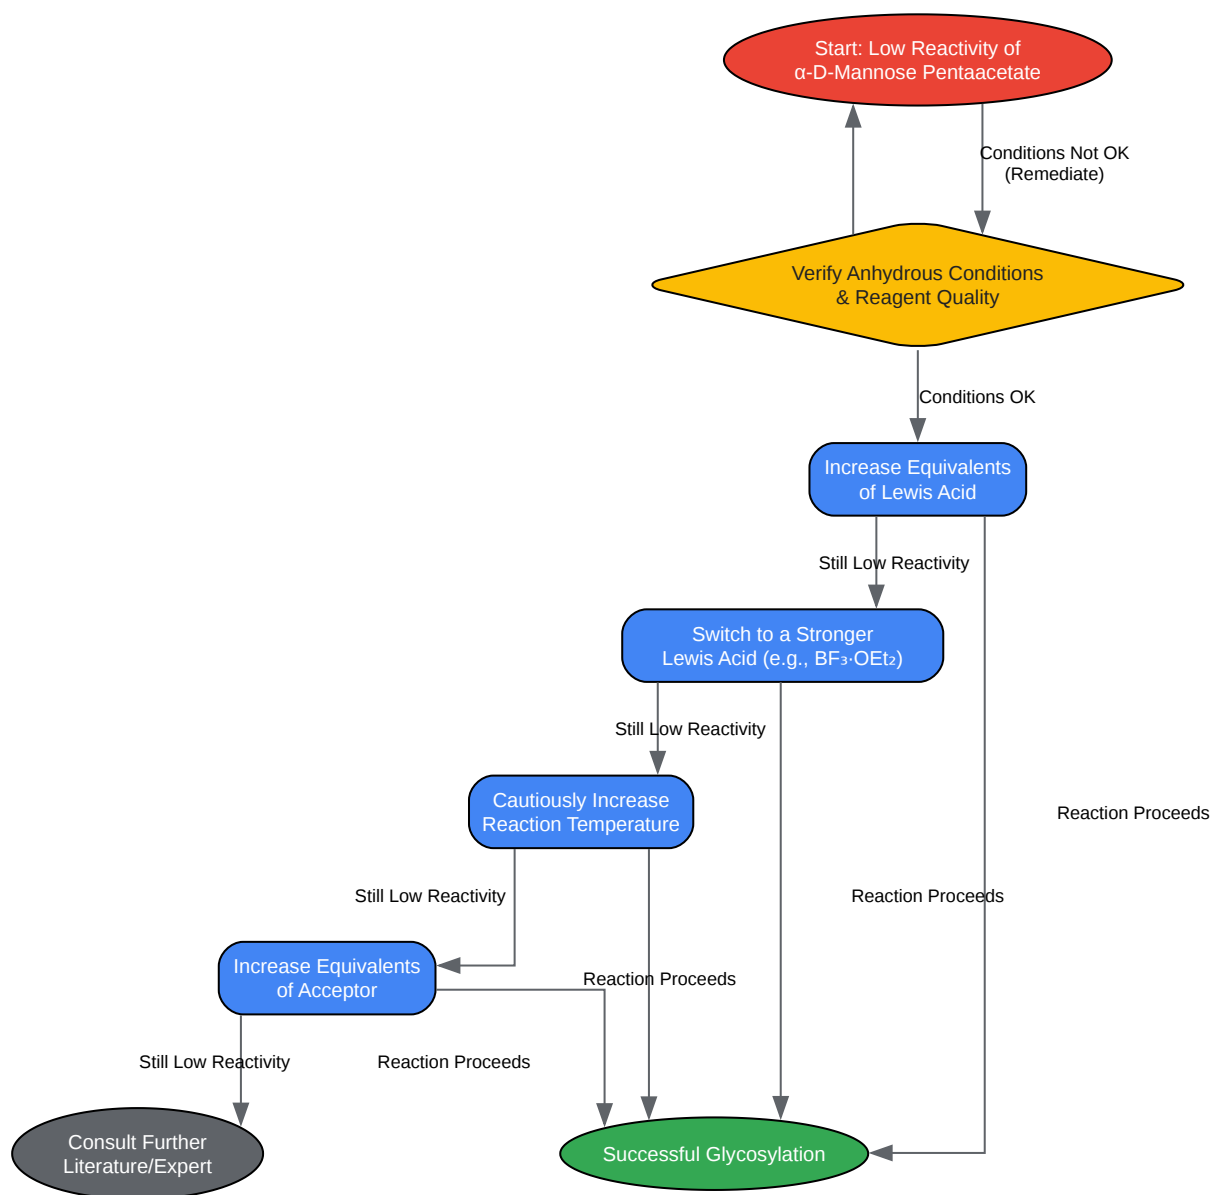 Start: Low Reactivity of
α-D-Mannose Pentaacetate
Conditions Not OK
(Remediate)
Verify Anhydrous Conditions
& Reagent Quality
Conditions OK
Increase Equivalents
of Lewis Acid
Still Low Reactivity
Switch to a Stronger
Lewis Acid (e.g., BF₃·OEt₂)
Still Low Reactivity
Cautiously Increase
Reaction Temperature
Reaction Proceeds
Still Low Reactivity
Reaction Proceeds
Increase Equivalents
of Acceptor
Reaction Proceeds
Still Low Reactivity
Reaction Proceeds
Consult Further
Literature/Expert
Successful Glycosylation